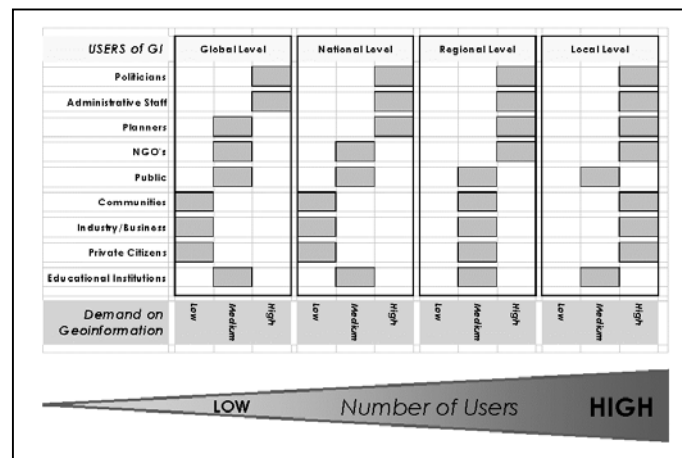 USERS of GI Global Level National Level Regional Level Local Level
Politicians
Administrative Staff
Planners
NGO's
Public
Communities
Industry/Business
Private Citizens
Educational Institutions
Demand on Geoinformation Low Medium High Low Medium High Low Medium High Low Medium High
LOW Number of Users HIGH